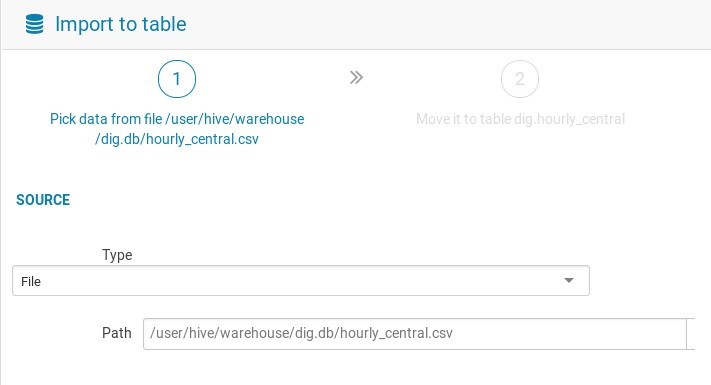 Import to table
1
2
Pick data from file /user/hive/warehouse
/dig.db/hourly_central.csv
Move it to table dig.hourly_central
SOURCE
Type
File
Path /user/hive/warehouse/dig.db/hourly_central.csv